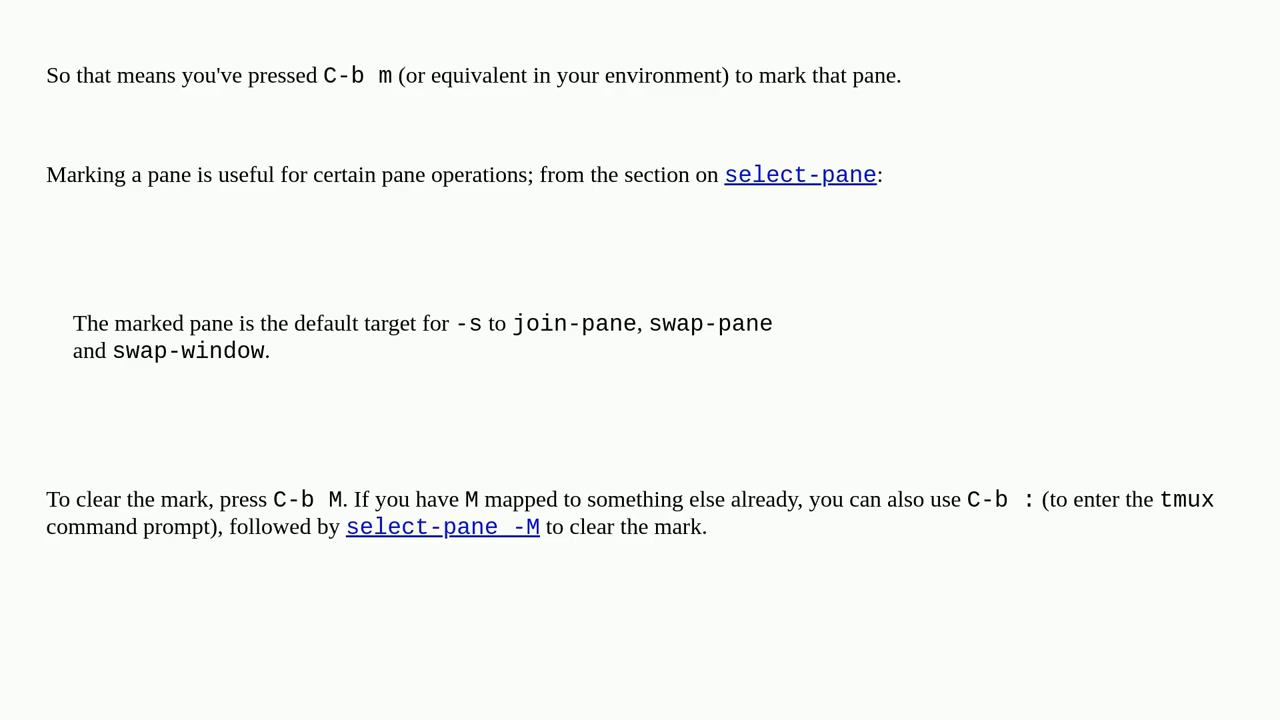 So that means you've pressed C-b m (or equivalent in your environment) to mark that pane.
Marking a pane is useful for certain pane operations; from the section on select-pane:
The marked pane is the default target for -s to join-pane, swap-pane
and swap-window.
To clear the mark, press C-b M. If you have M mapped to something else already, you can also use C-b : (to enter the tmux
command prompt), followed by select-pane -M to clear the mark.